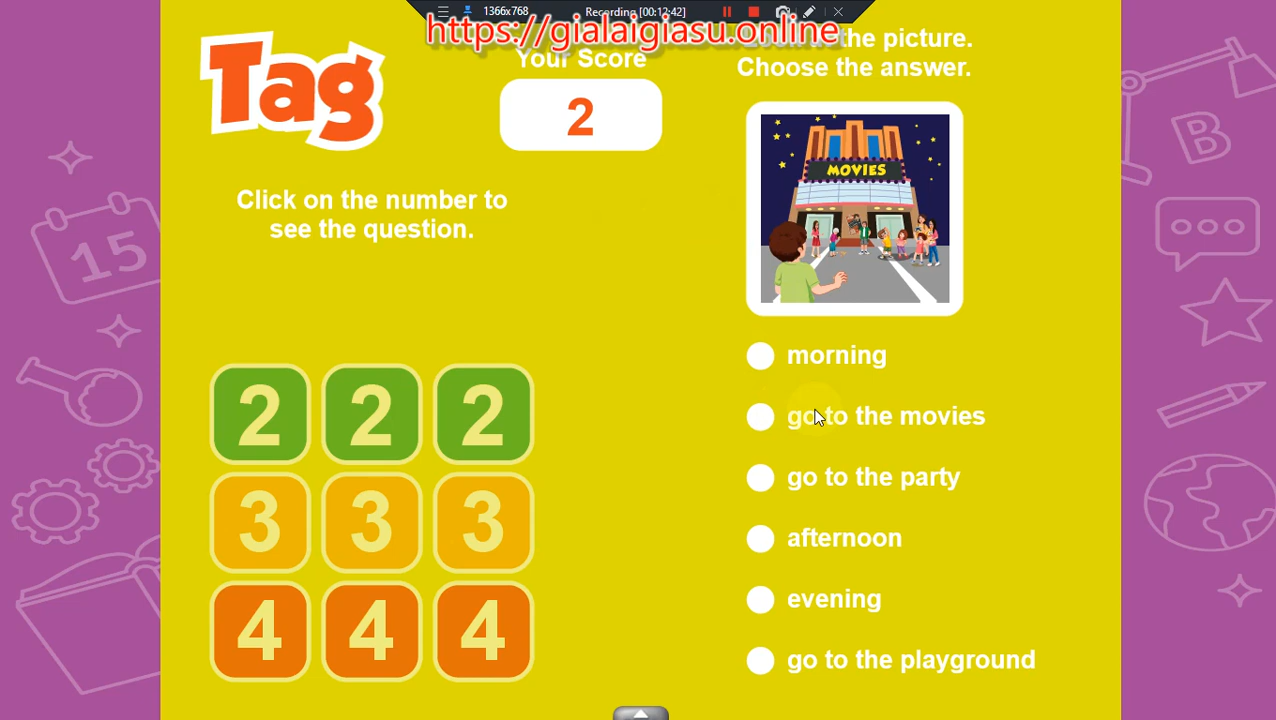 1366x768
Recording [00:12:42]
https://gialaigiasu.online
Tag
Your Score
2
the picture.
Choose the answer.
MOVIES
Click on the number to
see the question.
morning
go to the movies
go to the party
afternoon
evening
go to the playground
2 2 2
3 3 3
4 4 4
15
B